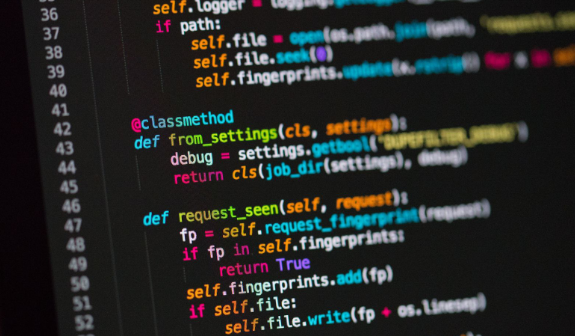 36 self.logger =
37 if path:
38 self.file = open(os.path.join(path,
39 self.file.seek(0)
40 self.fingerprints.update(x.rstrip() for x in
41
42 @classmethod
43 def from_settings(cls, settings):
44 debug = settings.getbool('DUPEFILTER_DEBUG')
45 return cls(job_dir(settings), debug)
46
47 def request_seen(self, request):
48 fp = self.request_fingerprint(request)
49 if fp in self.fingerprints:
50 return True
51 self.fingerprints.add(fp)
52 if self.file:
self.file.write(fp + os.linesep)